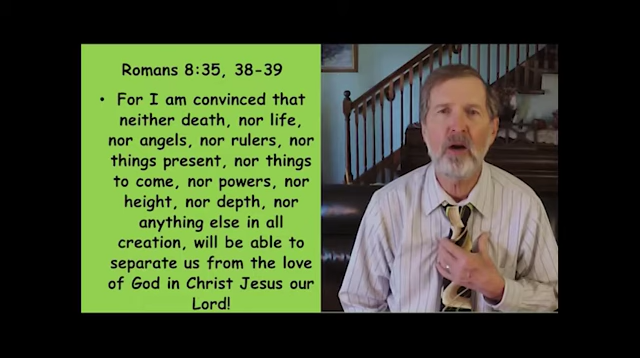 Romans 8:35, 38-39
• For I am convinced that
neither death, nor life,
nor angels, nor rulers, nor
things present, nor things
to come, nor powers, nor
height, nor depth, nor
anything else in all
creation, will be able to
separate us from the love
of God in Christ Jesus our
Lord!